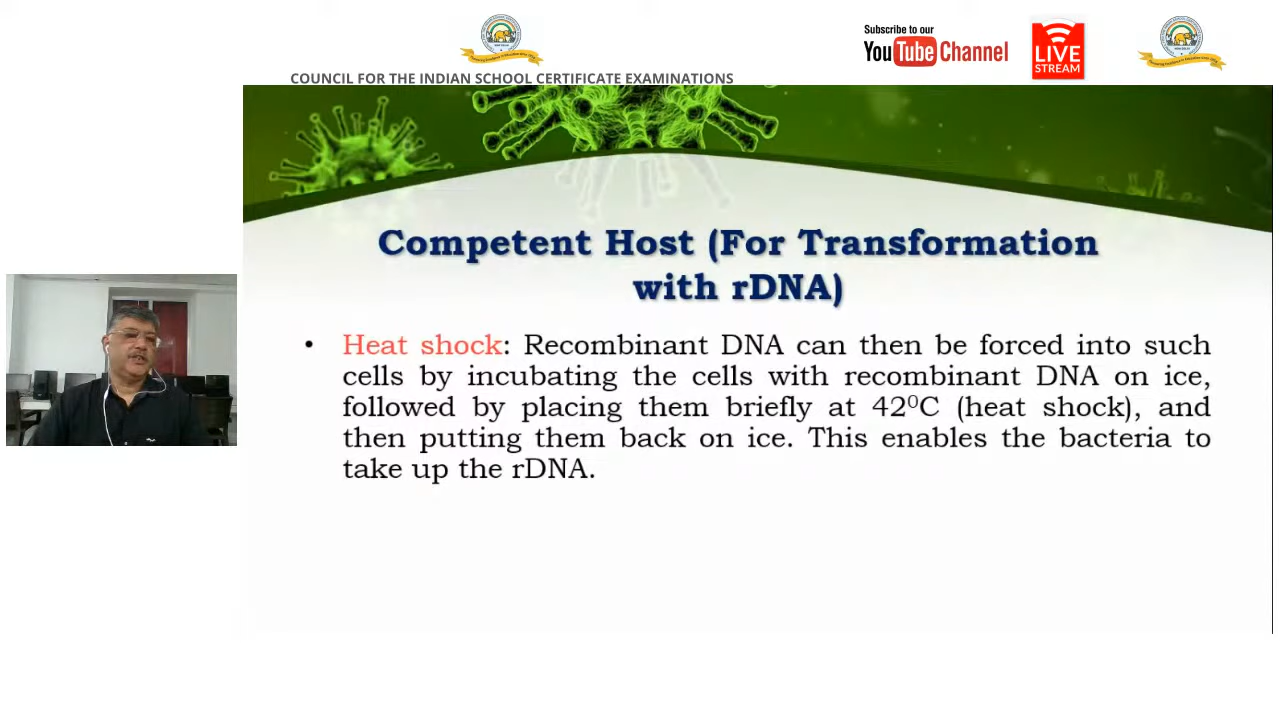 Subscribe to our
YouTube Channel
LIVE
STREAM
COUNCIL FOR THE INDIAN SCHOOL CERTIFICATE EXAMINATIONS
Competent Host (For Transformation
with rDNA)
• Heat shock: Recombinant DNA can then be forced into such
cells by incubating the cells with recombinant DNA on ice,
followed by placing them briefly at 42⁰C (heat shock), and
then putting them back on ice. This enables the bacteria to
take up the rDNA.